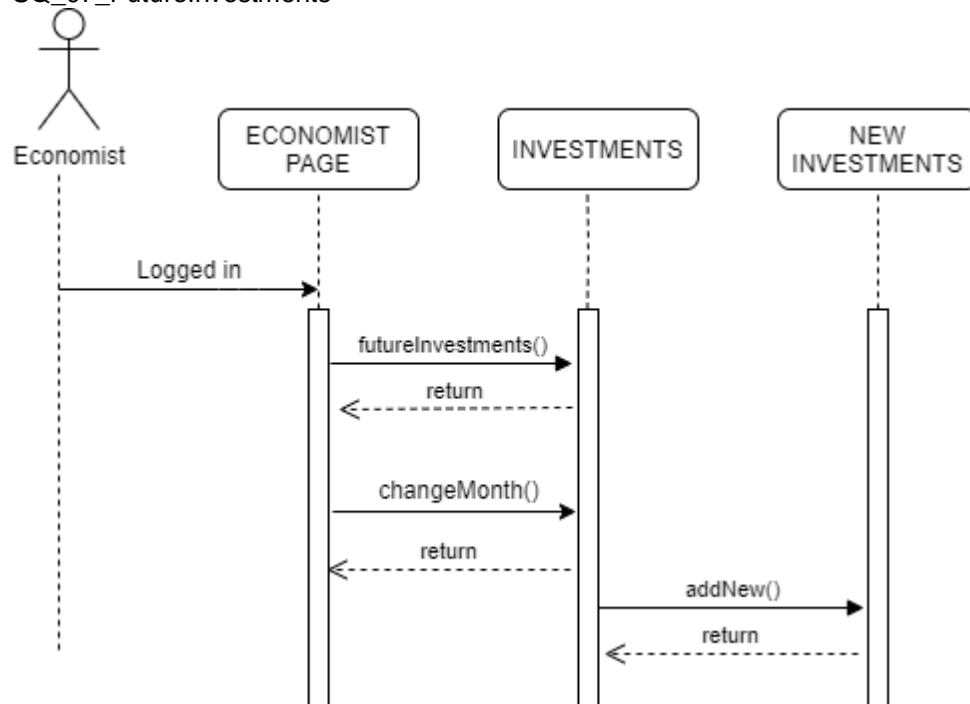 Economist
ECONOMIST
PAGE
INVESTMENTS
NEW
INVESTMENTS
Logged in
futureInvestments()
return
changeMonth()
return
addNew()
return